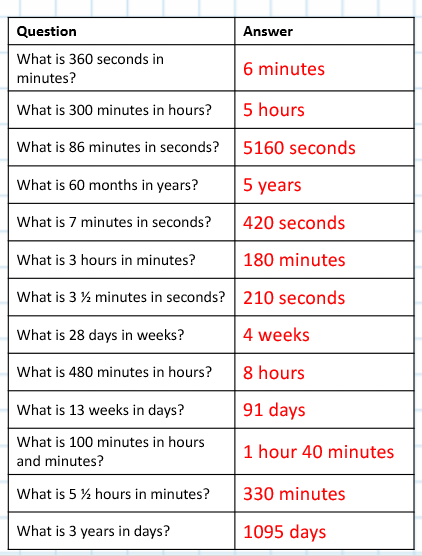 Question Answer
What is 360 seconds in
minutes?
6 minutes
What is 300 minutes in hours? 5 hours
What is 86 minutes in seconds? 5160 seconds
What is 60 months in years? 5 years
What is 7 minutes in seconds? 420 seconds
What is 3 hours in minutes? 180 minutes
What is 3 ½ minutes in seconds? 210 seconds
What is 28 days in weeks? 4 weeks
What is 480 minutes in hours? 8 hours
What is 13 weeks in days? 91 days
What is 100 minutes in hours
and minutes?
1 hour 40 minutes
What is 5 ½ hours in minutes? 330 minutes
What is 3 years in days? 1095 days